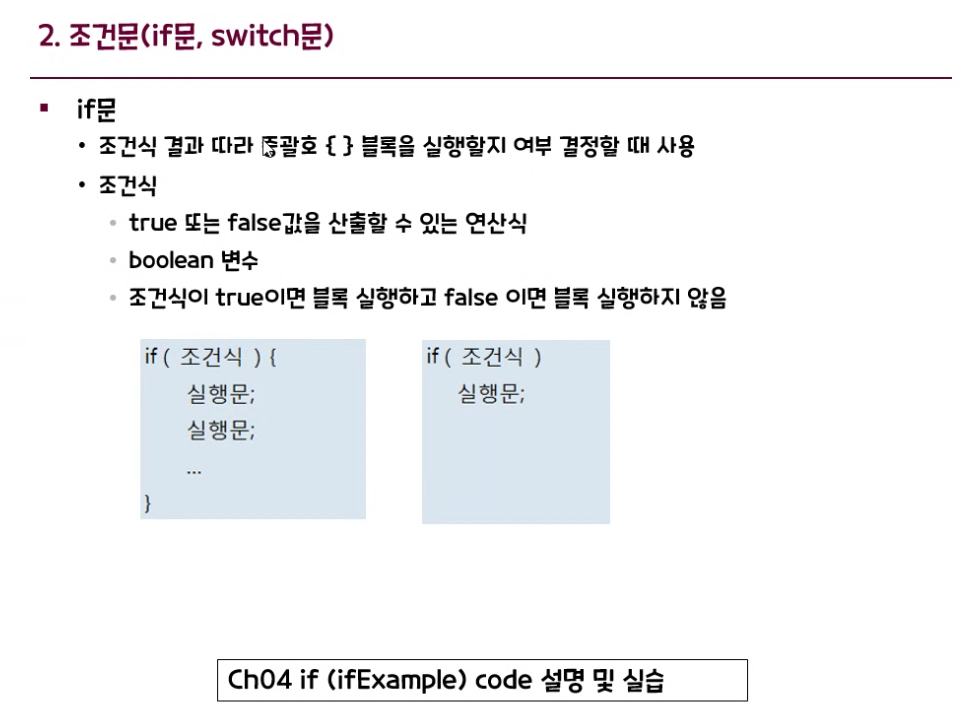 2. 조건문(if문, switch문)
if문
조건식 결과 따라 중괄호 { } 블록을 실행할지 여부 결정할 때 사용
조건식
true 또는 false값을 산출할 수 있는 연산식
boolean 변수
조건식이 true이면 블록 실행하고 false 이면 블록 실행하지 않음
if ( 조건식 ) {
실행문;
실행문;
...
}
if ( 조건식 )
실행문;
Ch04 if (ifExample) code 설명 및 실습